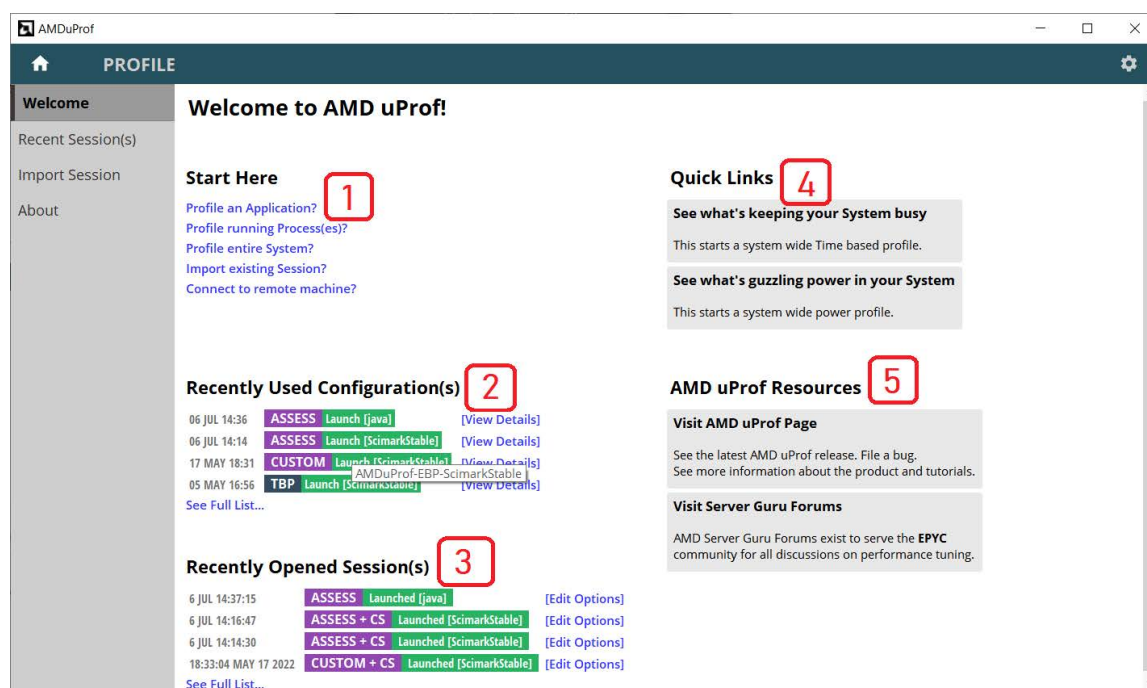 AMDuProf
PROFILE
Welcome
Recent Session(s)
Import Session
About
Welcome to AMD uProf!
Start Here
1
Profile an Application?
Profile running Process(es)?
Profile entire System?
Import existing Session?
Connect to remote machine?
Recently Used Configuration(s)
2
06 JUL 14:36 ASSESS Launch [java] [View Details]
06 JUL 14:14 ASSESS Launch [ScimarkStable] [View Details]
17 MAY 18:31 CUSTOM Launch [ScimarkStable] [View Details]
AMDuProf-EBP-ScimarkStable
05 MAY 16:56 TBP Launch [ScimarkStable] [View Details]
See Full List...
Recently Opened Session(s)
3
6 JUL 14:37:15 ASSESS Launched [java] [Edit Options]
6 JUL 14:16:47 ASSESS + CS Launched [ScimarkStable] [Edit Options]
6 JUL 14:14:30 ASSESS + CS Launched [ScimarkStable] [Edit Options]
18:33:04 MAY 17 2022 CUSTOM + CS Launched [ScimarkStable] [Edit Options]
See Full List...
Quick Links
4
See what's keeping your System busy
This starts a system wide Time based profile.
See what's guzzling power in your System
This starts a system wide power profile.
AMD uProf Resources
5
Visit AMD uProf Page
See the latest AMD uProf release. File a bug.
See more information about the product and tutorials.
Visit Server Guru Forums
AMD Server Guru Forums exist to serve the EPYC
community for all discussions on performance tuning.